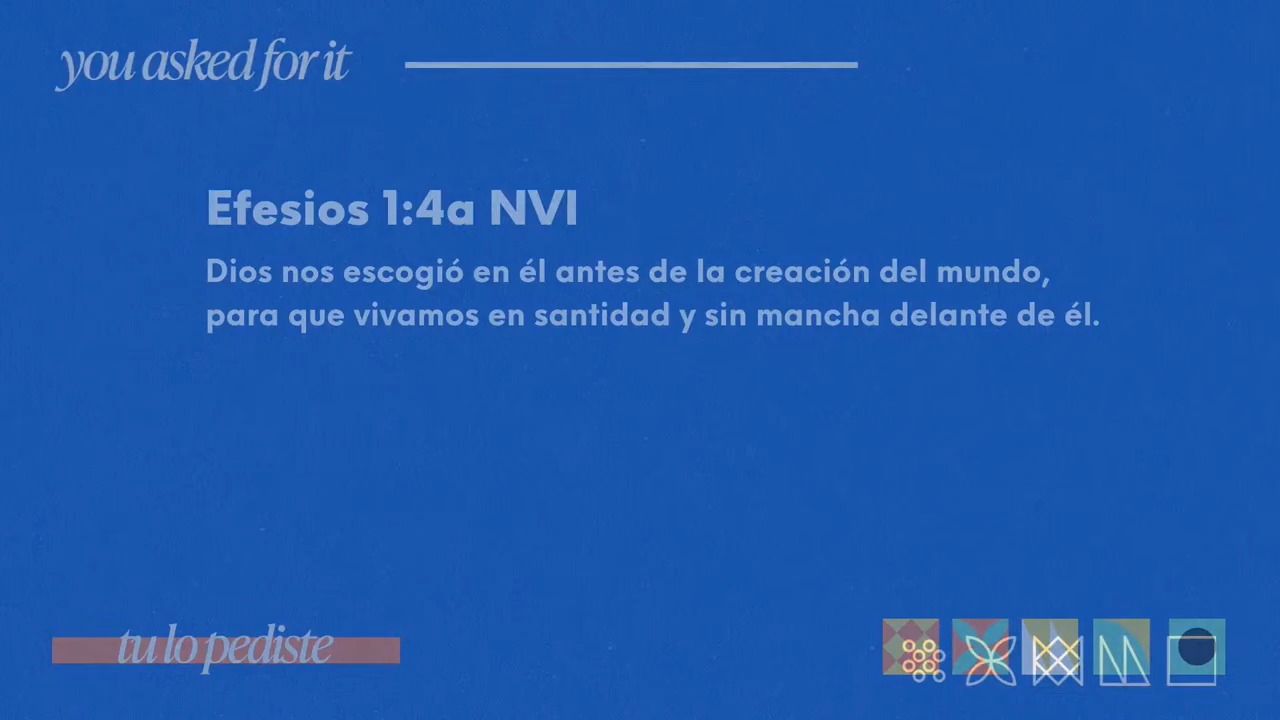 you asked for it
Efesios 1:4a NVI
Dios nos escogió en él antes de la creación del mundo,
para que vivamos en santidad y sin mancha delante de él.
tu lo pediste